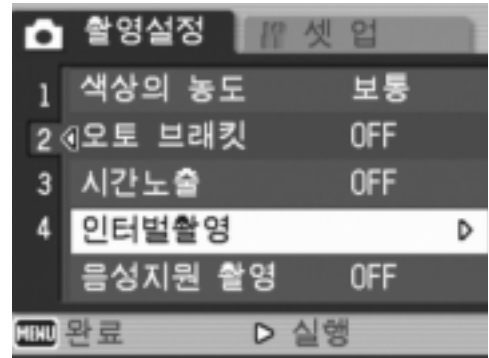 촬영설정 셋 업
1 색상의 농도 보통
2 오토 브래킷 OFF
3 시간노출 OFF
4 인터벌촬영
음성지원 촬영 OFF
MENU 완료 실행